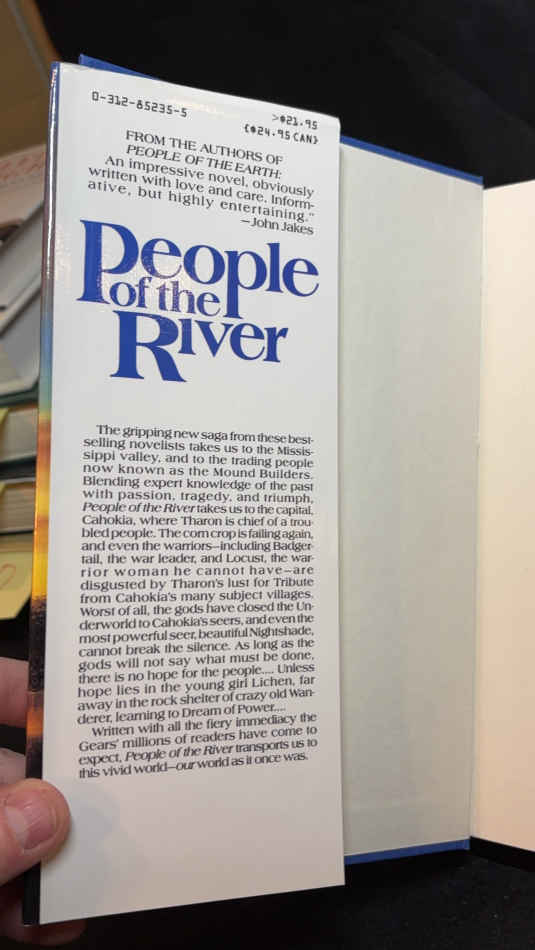 0-312-85235-5
>$21.95
{$24.95 CAN}
FROM THE AUTHORS OF
PEOPLE OF THE EARTH:
An impressive novel, obviously
written with love and care. Inform-
ative, but highly entertaining."
—John Jakes
People
of the
River
The gripping new saga from these best-
selling novelists takes us to the Missis-
sippi valley, and to the trading people
now known as the Mound Builders.
Blending expert knowledge of the past
with passion, tragedy, and triumph,
People of the River takes us to the capital,
Cahokia, where Tharon is chief of a trou-
bled people. The corn crop is failing again,
and even the warriors—including Badger-
tail, the war leader, and Locust, the war-
rior woman he cannot have—are
disgusted by Tharon's lust for Tribute
from Cahokia's many subject villages.
Worst of all, the gods have closed the Un-
derworld to Cahokia's seers, and even the
most powerful seer, beautiful Nightshade,
cannot break the silence. As long as the
gods will not say what must be done,
there is no hope for the people.... Unless
hope lies in the young girl Lichen, far
away in the rock shelter of crazy old Wan-
derer, learning to Dream of Power....
Written with all the fiery immediacy the
Gears' millions of readers have come to
expect, People of the River transports us to
this vivid world—our world as it once was.